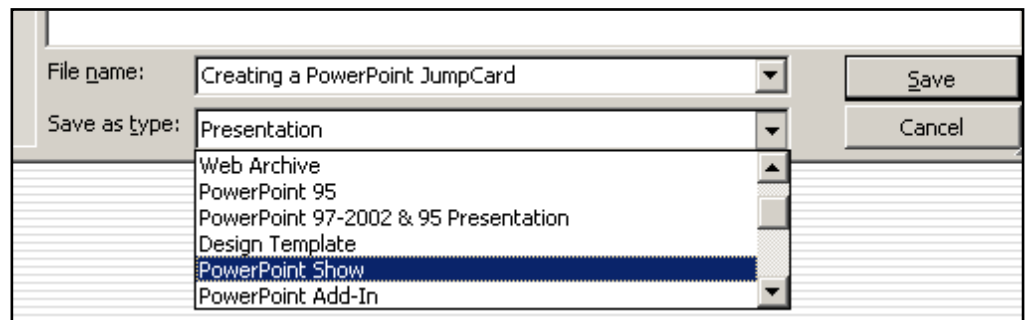 File name: Creating a PowerPoint JumpCard Save
Save as type: Presentation Cancel
Web Archive
PowerPoint 95
PowerPoint 97-2002 & 95 Presentation
Design Template
PowerPoint Show
PowerPoint Add-In